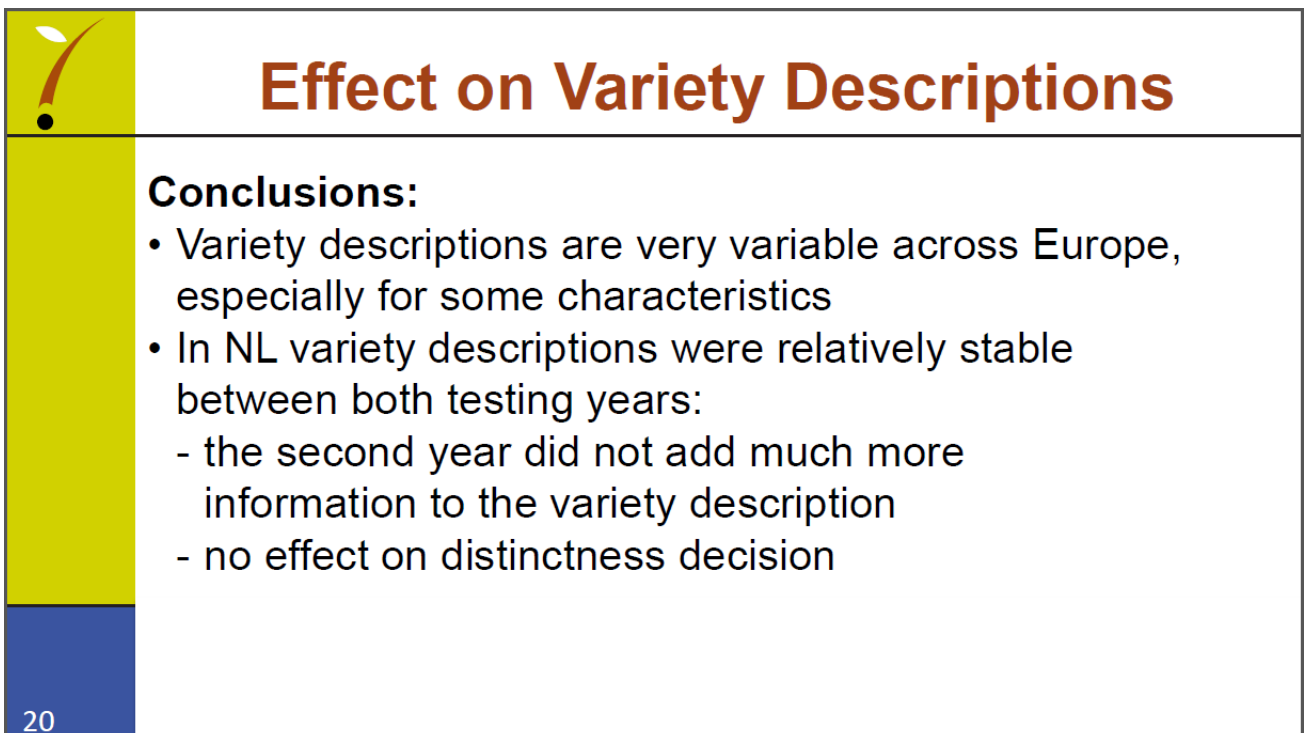 Effect on Variety Descriptions
Conclusions:
• Variety descriptions are very variable across Europe,
especially for some characteristics
• In NL variety descriptions were relatively stable
between both testing years:
- the second year did not add much more
information to the variety description
- no effect on distinctness decision
20